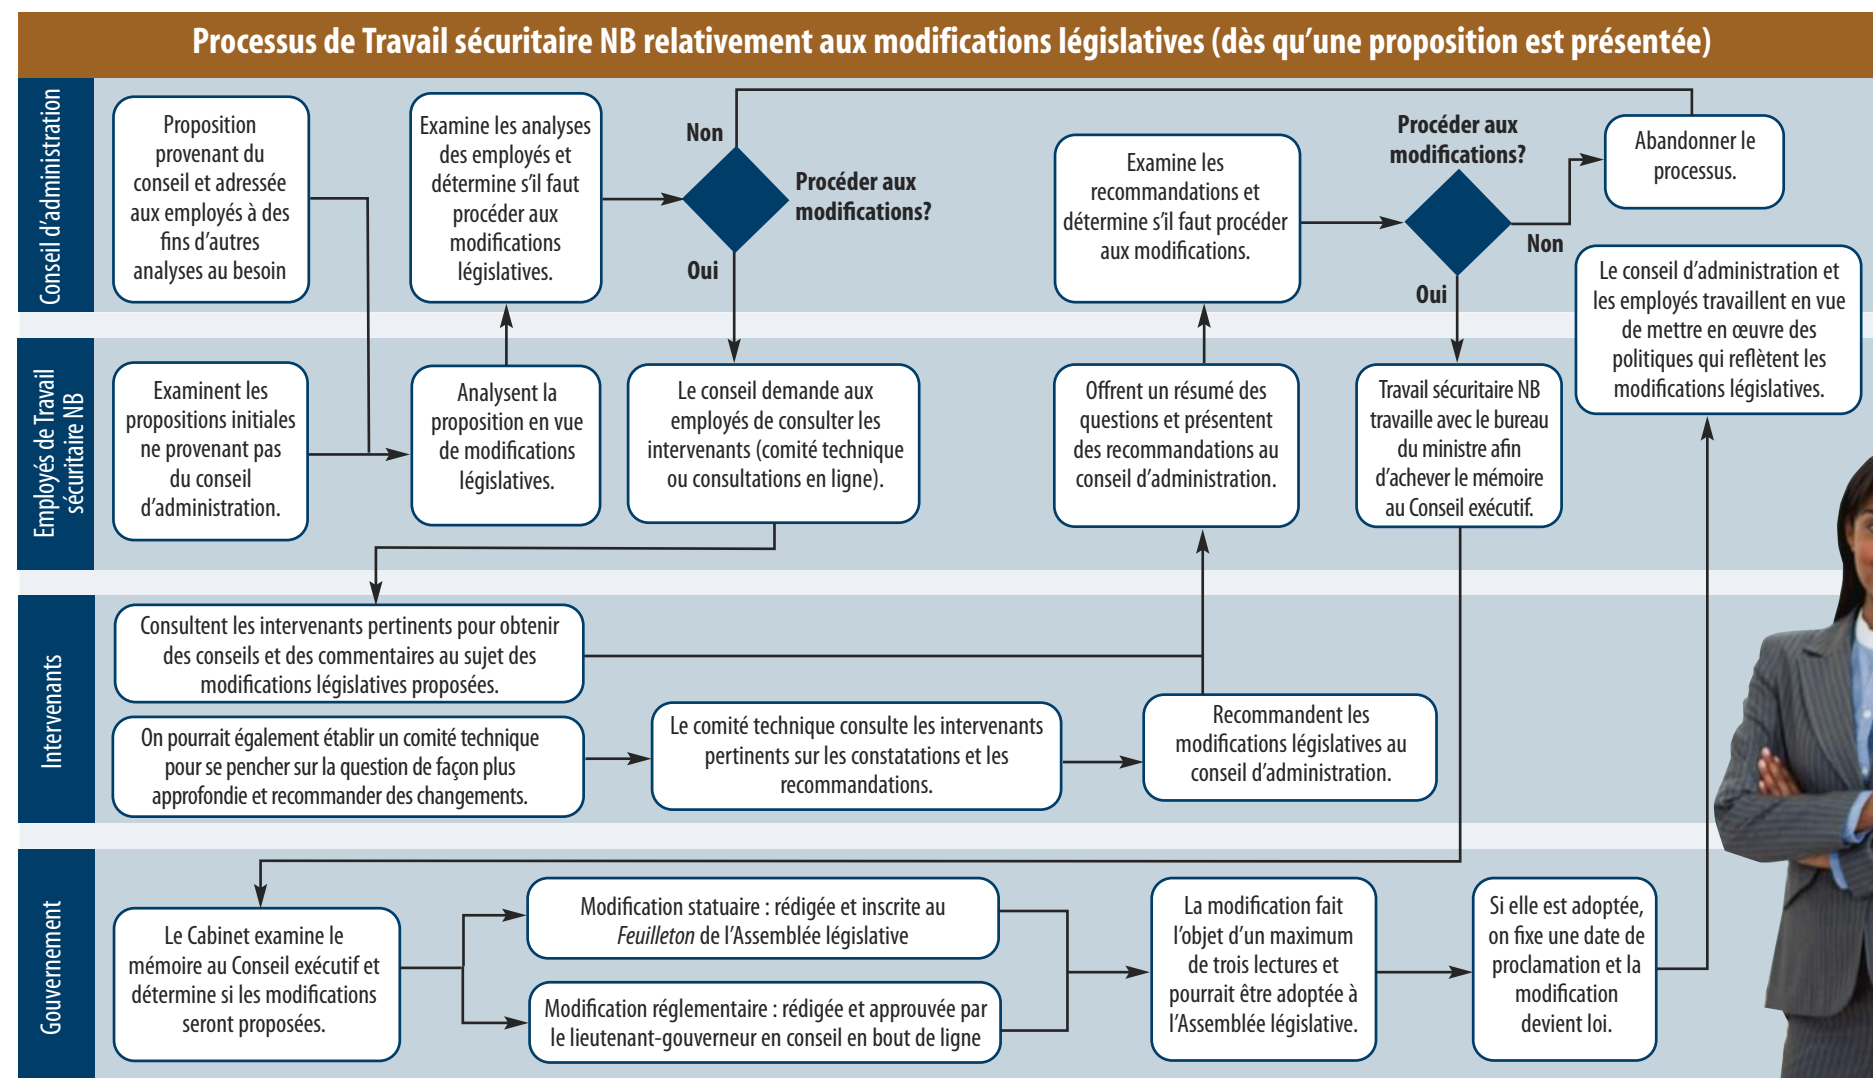 Processus de Travail sécuritaire NB relativement aux modifications législatives (dès qu'une proposition est présentée)
Conseil d'administration
Proposition
provenant du
conseil et adressée
aux employés à des
fins d'autres
analyses au besoin
Examine les analyses
des employés et
détermine s'il faut
procéder aux
modifications
législatives.
Non
Procéder aux
modifications?
Oui
Examine les
recommandations et
détermine s'il faut procéder
aux modifications.
Procéder aux
modifications?
Non
Oui
Abandonner le
processus.
Le conseil d'administration et
les employés travaillent en vue
de mettre en œuvre des
politiques qui reflètent les
modifications législatives.
Employés de Travail
sécuritaire NB
Examinent les
propositions initiales
ne provenant pas
du conseil
d'administration.
Analysent la
proposition en vue
de modifications
législatives.
Le conseil demande aux
employés de consulter les
intervenants (comité technique
ou consultations en ligne).
Offrent un résumé des
questions et présentent
des recommandations au
conseil d'administration.
Travail sécuritaire NB
travaille avec le bureau
du ministre afin
d'achever le mémoire
au Conseil exécutif.
Intervenants
Consultent les intervenants pertinents pour obtenir
des conseils et des commentaires au sujet des
modifications législatives proposées.
On pourrait également établir un comité technique
pour se pencher sur la question de façon plus
approfondie et recommander des changements.
Le comité technique consulte les intervenants
pertinents sur les constatations et les
recommandations.
Recommandent les
modifications législatives au
conseil d'administration.
Gouvernement
Le Cabinet examine le
mémoire au Conseil exécutif et
détermine si les modifications
seront proposées.
Modification statuaire : rédigée et inscrite au
Feuilleton de l'Assemblée législative
Modification réglementaire : rédigée et approuvée par
le lieutenant-gouverneur en conseil en bout de ligne
La modification fait
l'objet d'un maximum
de trois lectures et
pourrait être adoptée à
l'Assemblée législative.
Si elle est adoptée,
on fixe une date de
proclamation et la
modification
devient loi.